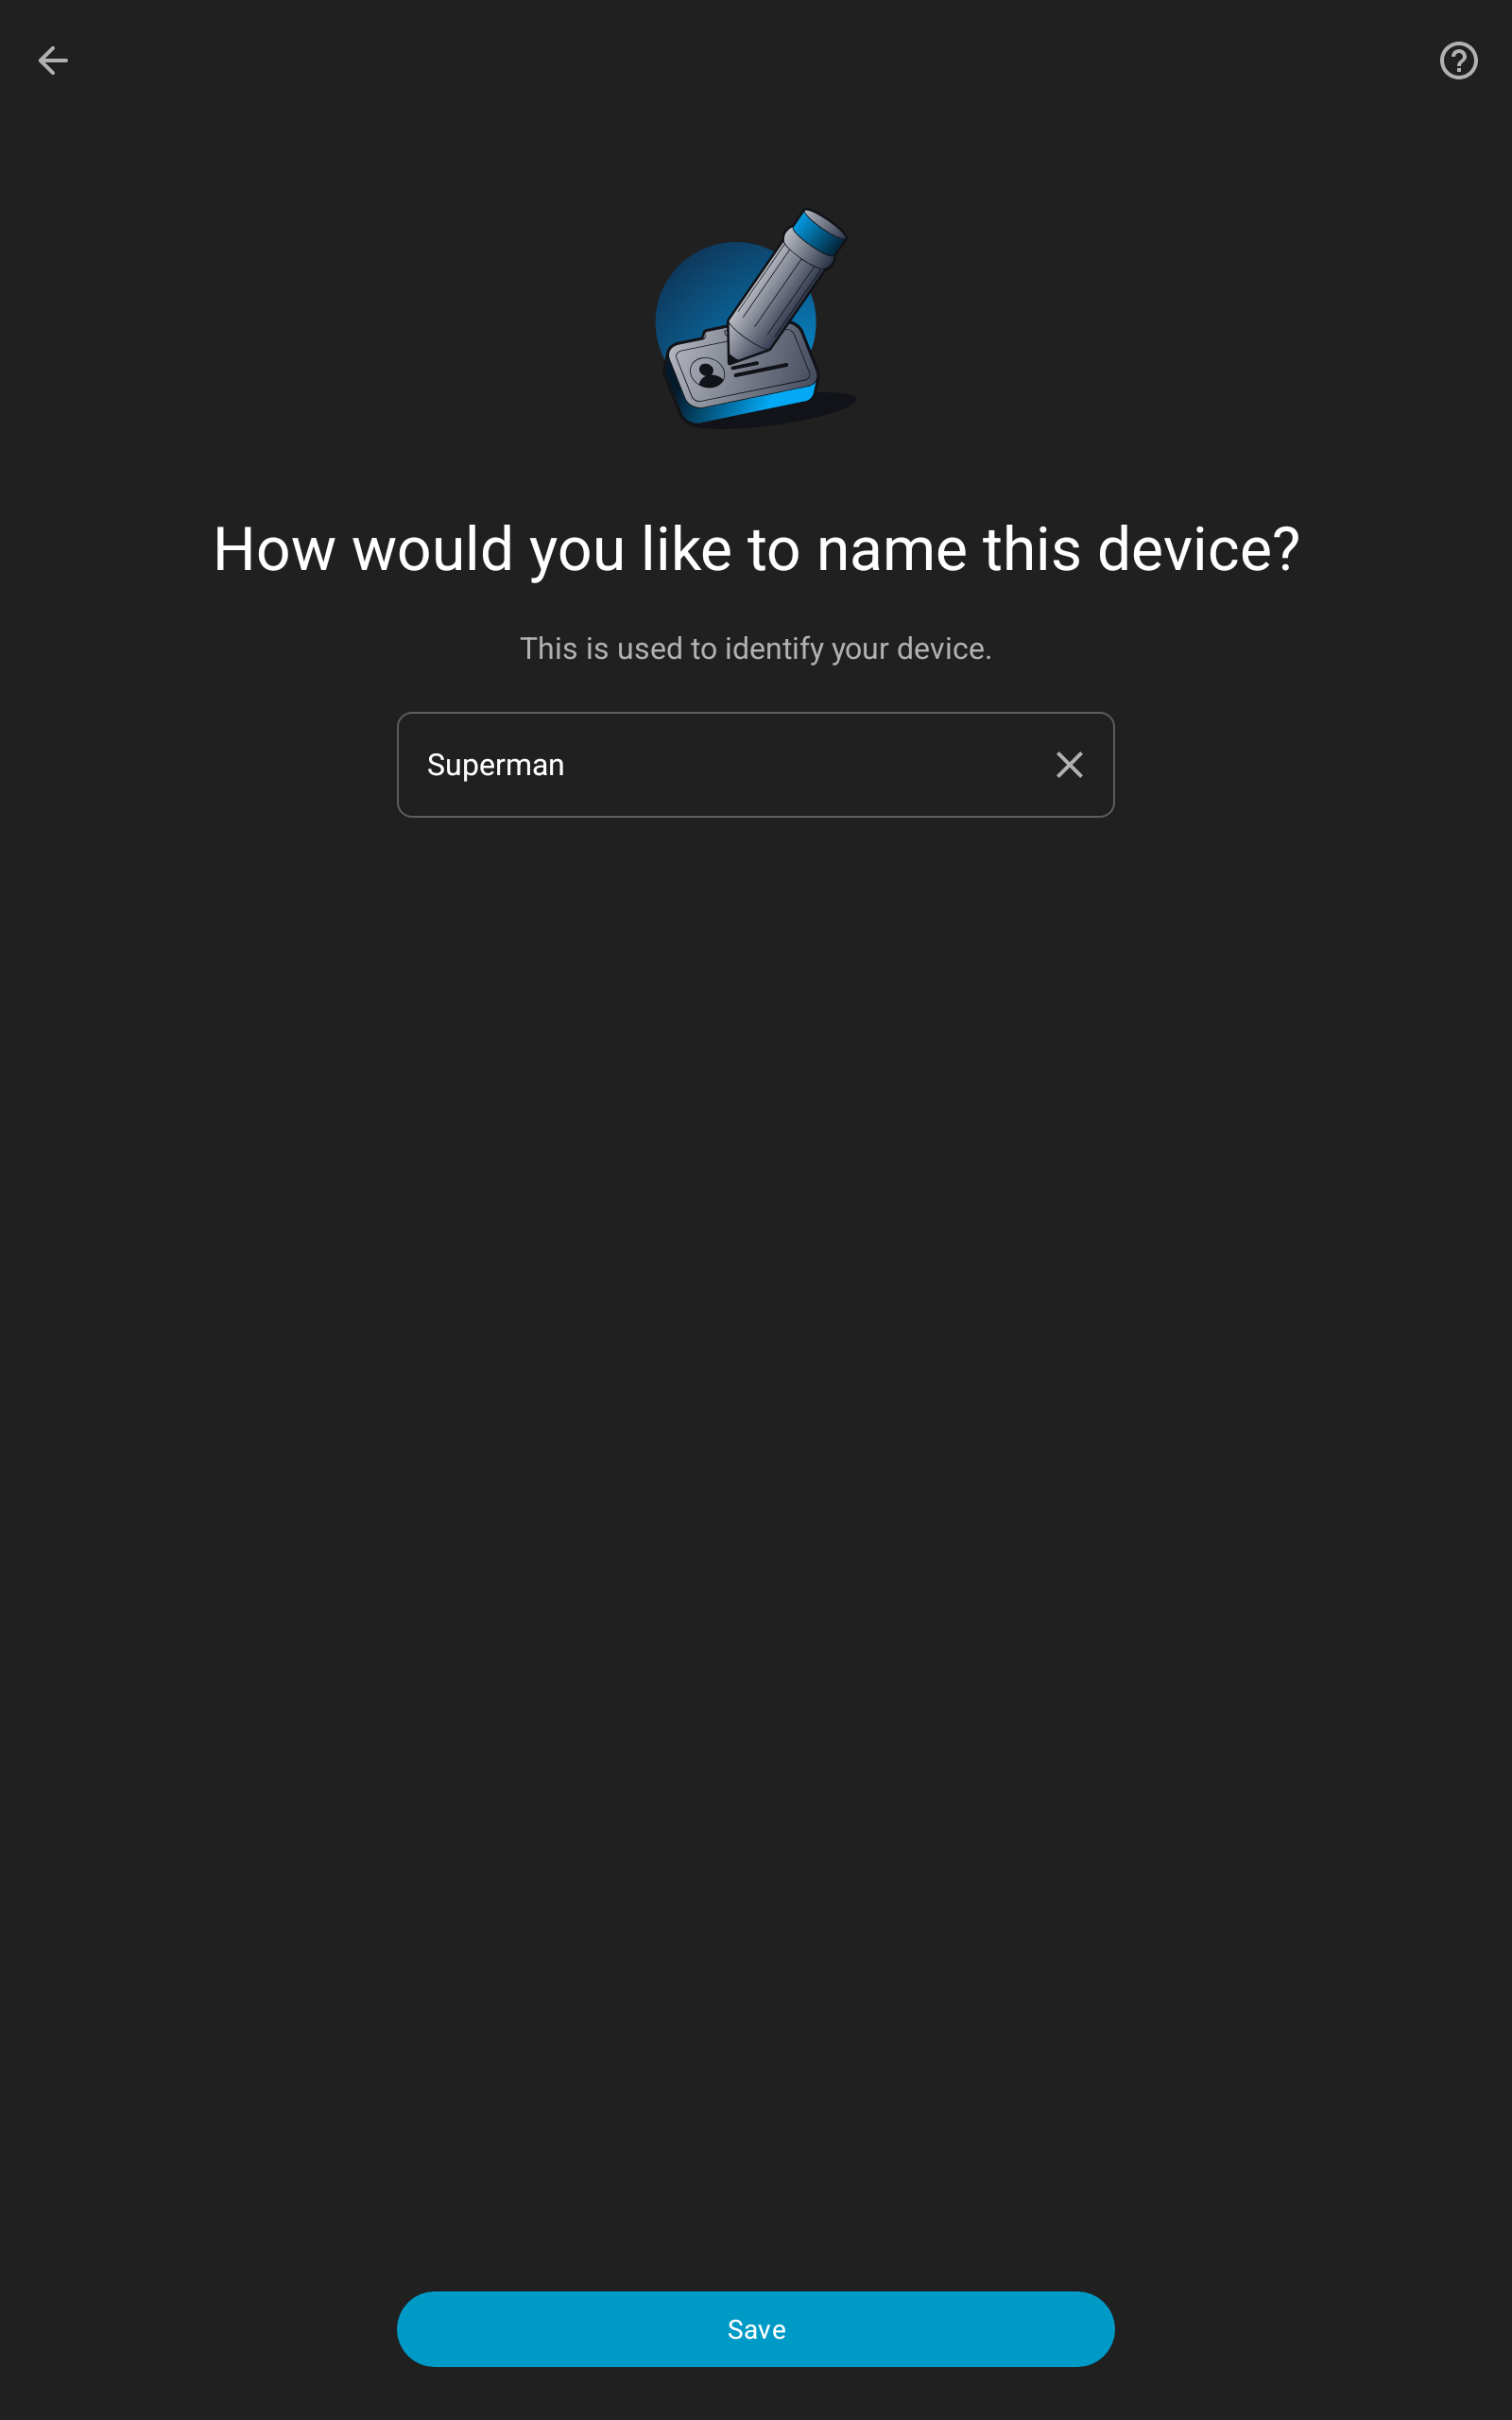 How would you like to name this device?
This is used to identify your device.
Superman
Save